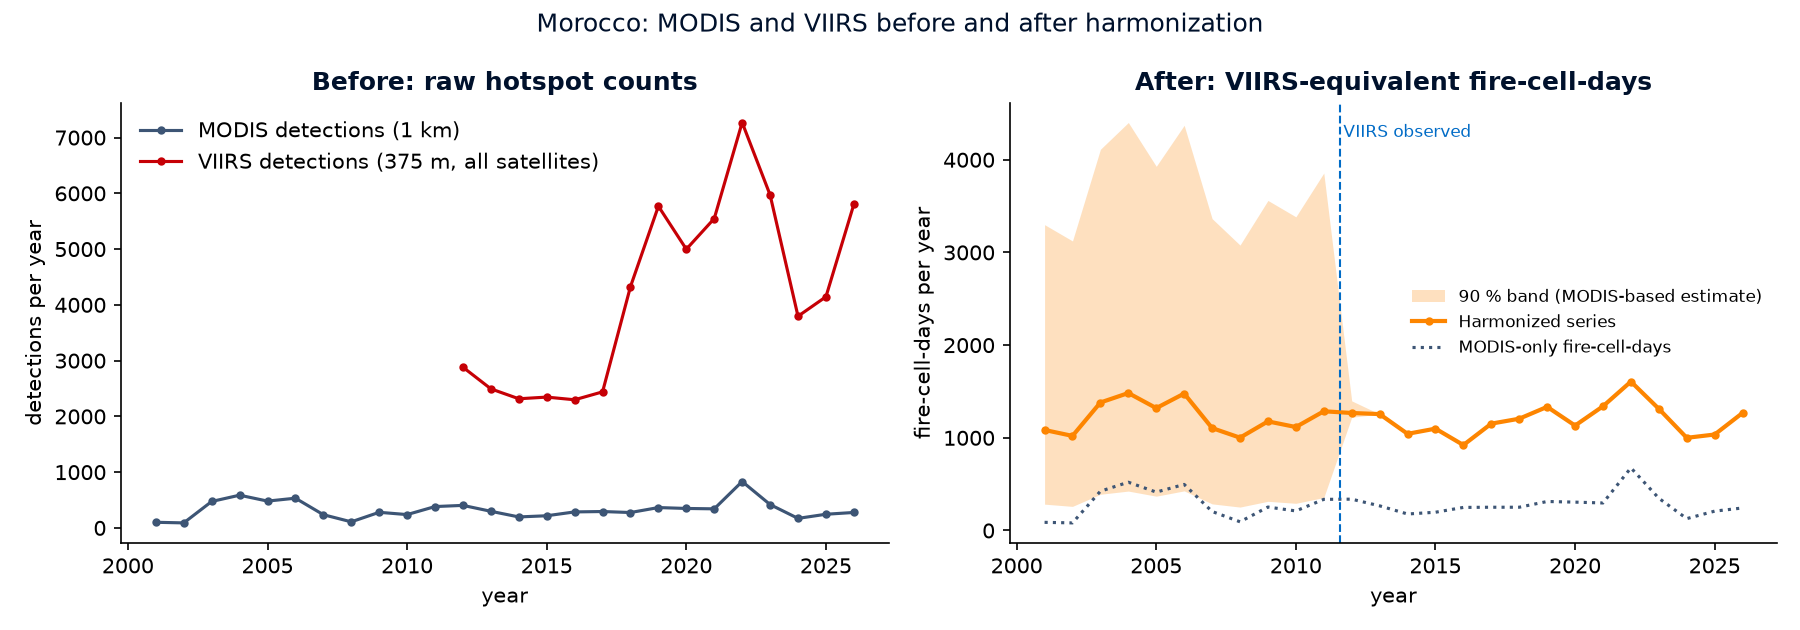 Morocco: MODIS and VIIRS before and after harmonization
Before: raw hotspot counts
MODIS detections (1 km)
VIIRS detections (375 m, all satellites)
detections per year
7000
6000
5000
4000
3000
2000
1000
0
2000
2005
2010
2015
2020
2025
year
After: VIIRS-equivalent fire-cell-days
VIIRS observed
90 % band (MODIS-based estimate)
Harmonized series
MODIS-only fire-cell-days
fire-cell-days per year
4000
3000
2000
1000
0
2000
2005
2010
2015
2020
2025
year